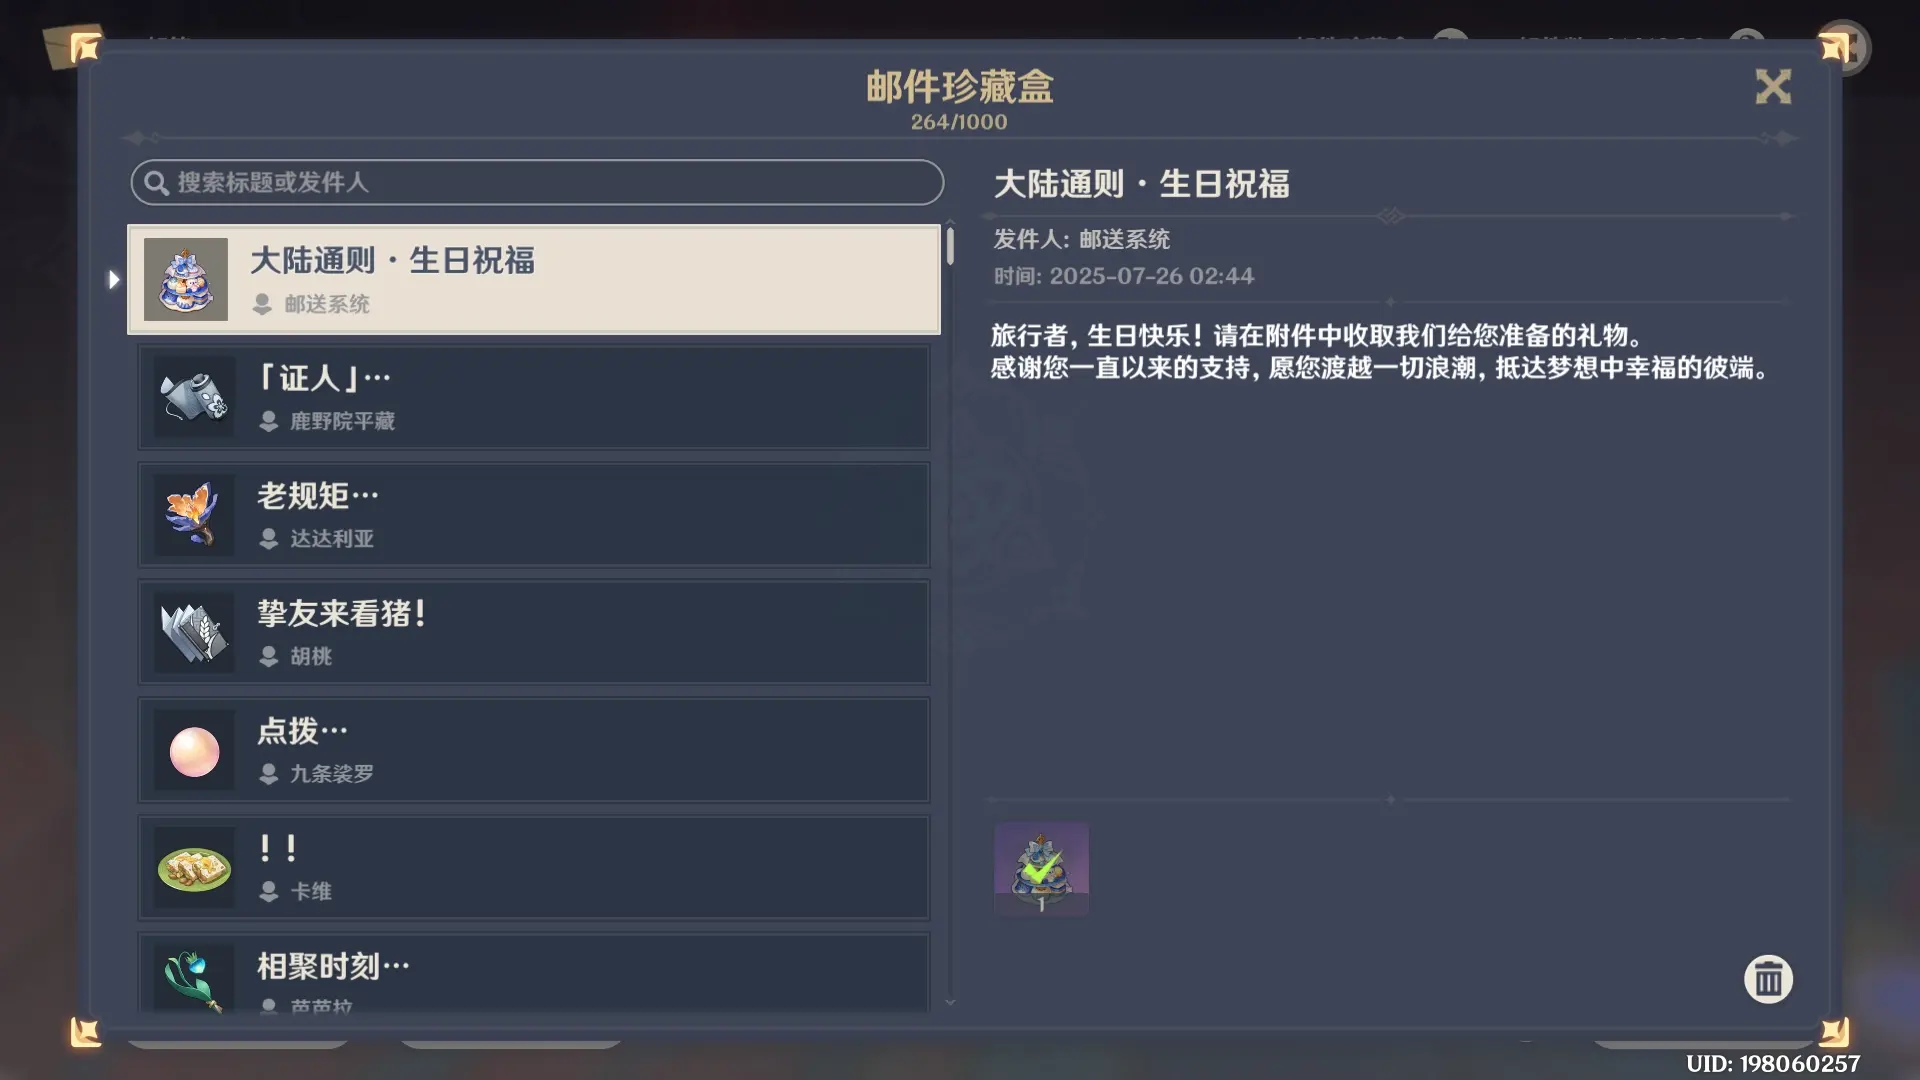 邮件珍藏盒
264/1000
搜索标题或发件人
大陆通则·生日祝福
邮送系统
「证人」…
鹿野院平藏
老规矩…
达达利亚
挚友来看猪！
胡桃
点拨…
九条裟罗
！！
卡维
相聚时刻…
芭芭拉
大陆通则·生日祝福
发件人: 邮送系统
时间: 2025-07-26 02:44
旅行者，生日快乐！请在附件中收取我们给您准备的礼物。
感谢您一直以来的支持，愿您渡越一切浪潮，抵达梦想中幸福的彼端。
1
UID: 198060257